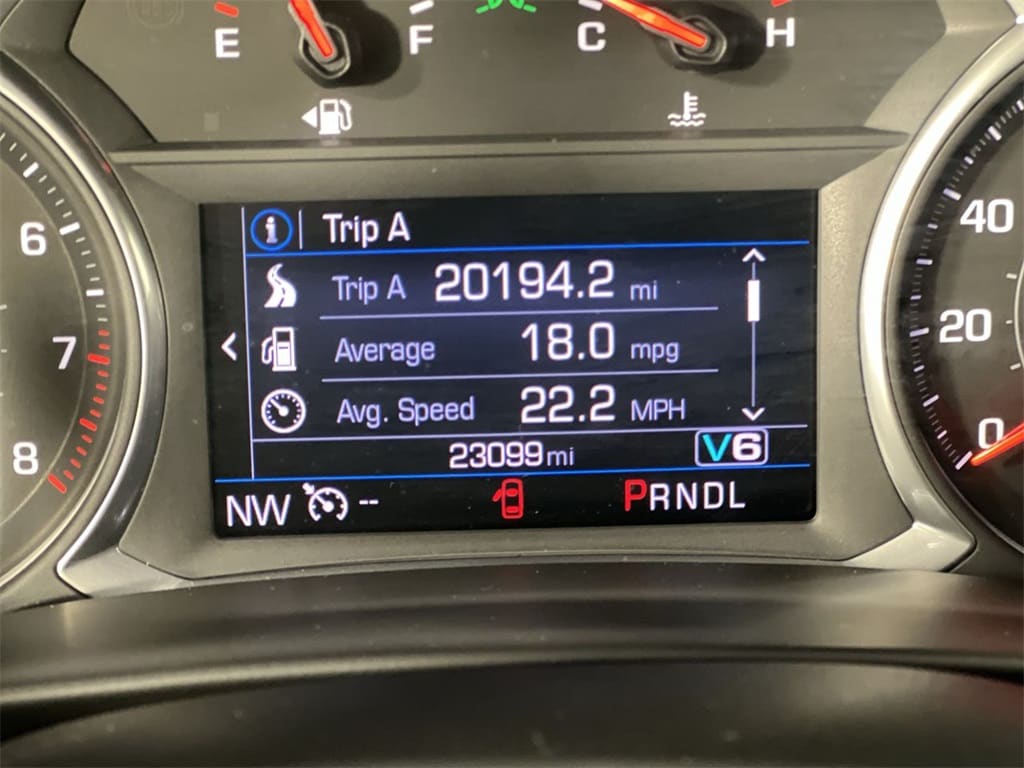 E F C H
i Trip A
Trip A 20194.2 mi
Average 18.0 mpg
Avg. Speed 22.2 MPH
23099 mi V6
NW -- PRNDL
6
7
8
40
20
0